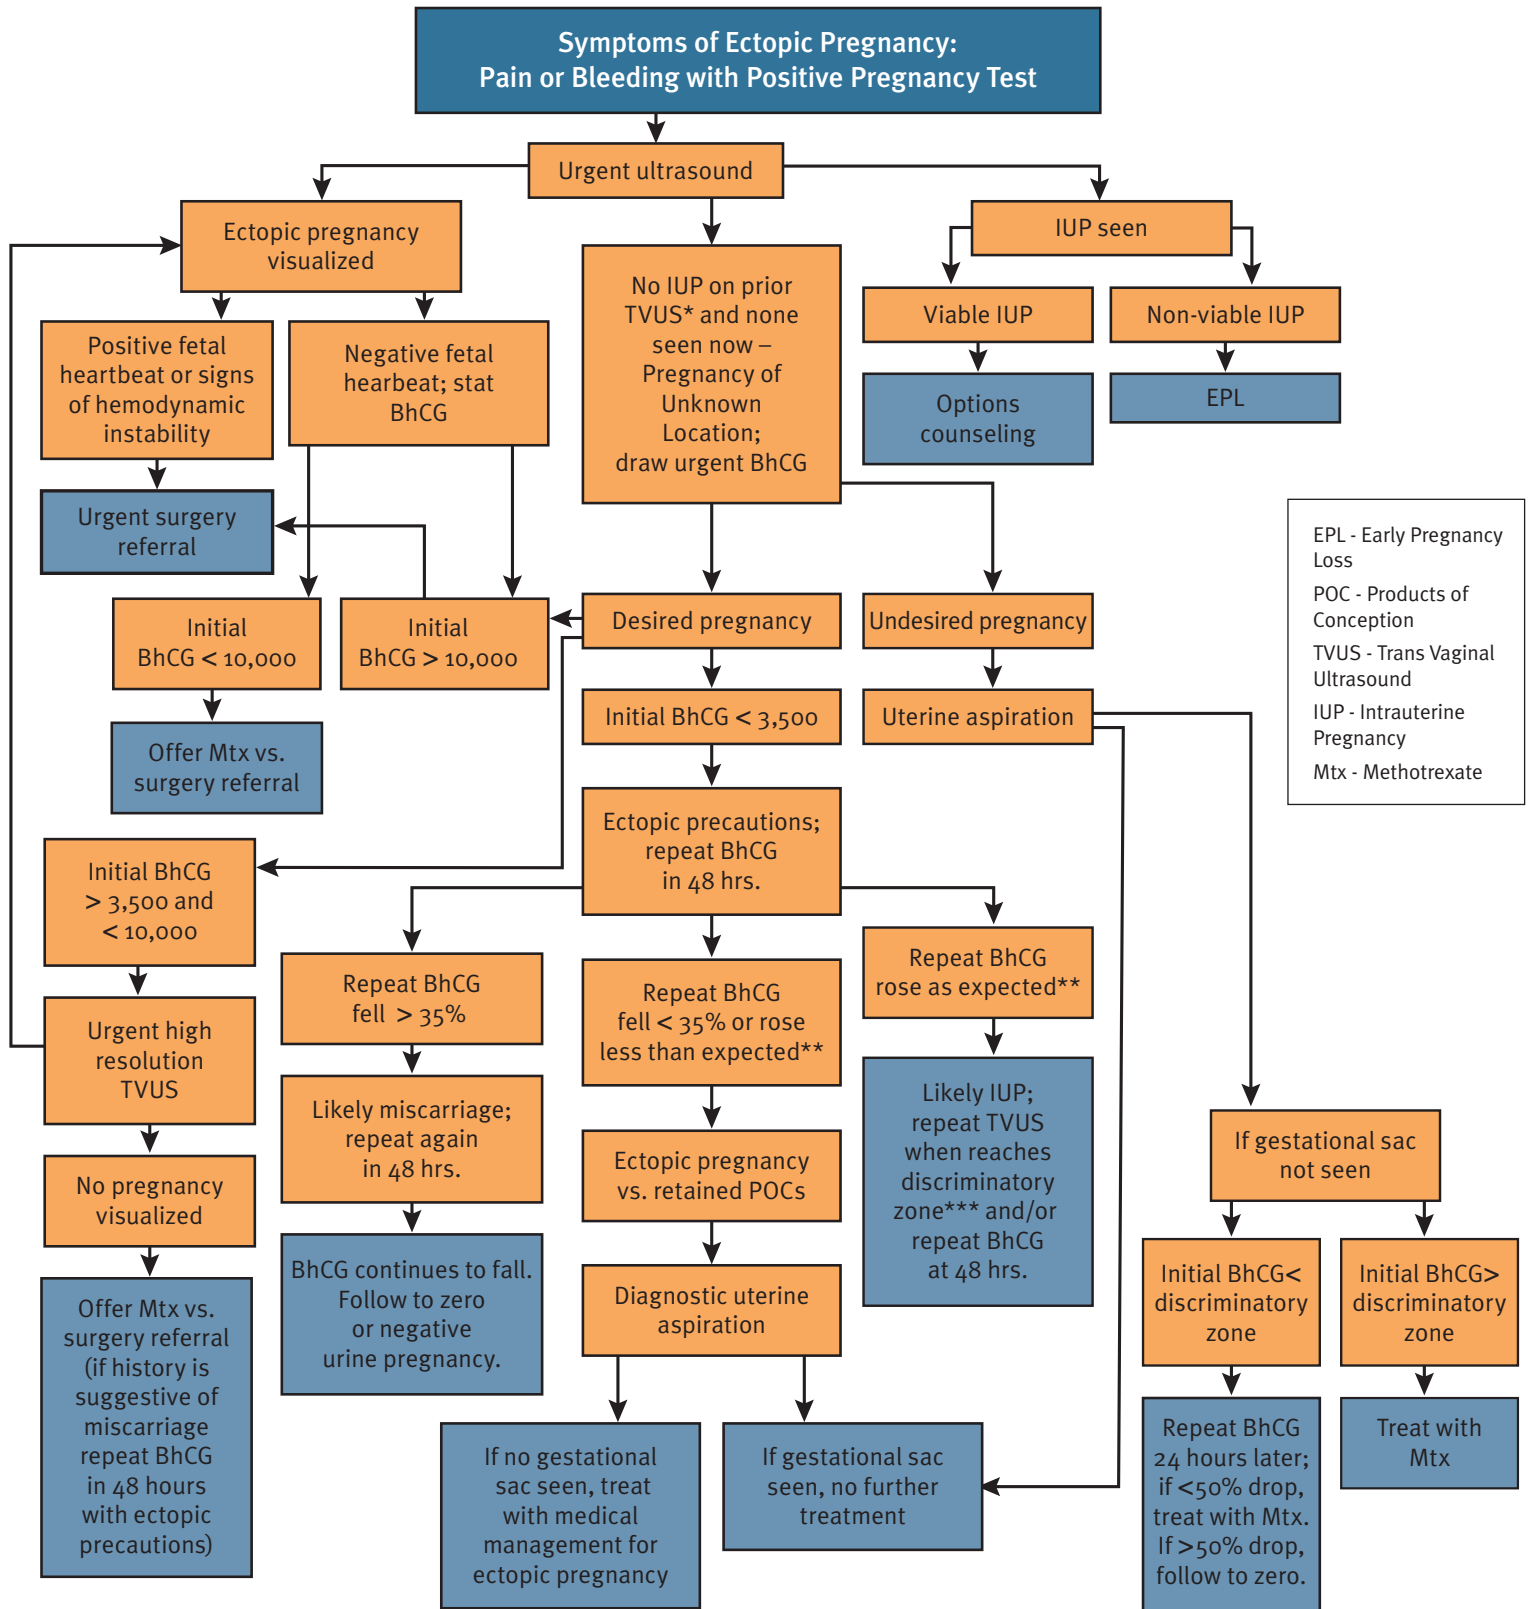 Symptoms of Ectopic Pregnancy:
Pain or Bleeding with Positive Pregnancy Test
Urgent ultrasound
Ectopic pregnancy
visualized
IUP seen
No IUP on prior
TVUS* and none
seen now –
Pregnancy of
Unknown
Location;
draw urgent BhCG
Viable IUP
Non-viable IUP
Positive fetal
heartbeat or signs
of hemodynamic
instability
Negative fetal
hearbeat; stat
BhCG
Options
counseling
EPL
Urgent surgery
referral
EPL - Early Pregnancy
Loss
POC - Products of
Conception
TVUS - Trans Vaginal
Ultrasound
IUP - Intrauterine
Pregnancy
Mtx - Methotrexate
Initial
BhCG < 10,000
Initial
BhCG > 10,000
Desired pregnancy
Undesired pregnancy
Initial BhCG < 3,500
Uterine aspiration
Offer Mtx vs.
surgery referral
Ectopic precautions;
repeat BhCG
in 48 hrs.
Initial BhCG
> 3,500 and
< 10,000
Repeat BhCG
fell > 35%
Repeat BhCG
fell < 35% or rose
less than expected**
Repeat BhCG
rose as expected**
Urgent high
resolution
TVUS
Likely miscarriage;
repeat again
in 48 hrs.
Likely IUP;
repeat TVUS
when reaches
discriminatory
zone*** and/or
repeat BhCG
at 48 hrs.
If gestational sac
not seen
Ectopic pregnancy
vs. retained POCs
No pregnancy
visualized
BhCG continues to fall.
Follow to zero
or negative
urine pregnancy.
Initial BhCG<
discriminatory
zone
Initial BhCG>
discriminatory
zone
Diagnostic uterine
aspiration
Offer Mtx vs.
surgery referral
(if history is
suggestive of
miscarriage
repeat BhCG
in 48 hours
with ectopic
precautions)
If no gestational
sac seen, treat
with medical
management for
ectopic pregnancy
If gestational sac
seen, no further
treatment
Repeat BhCG
24 hours later;
if <50% drop,
treat with Mtx.
If >50% drop,
follow to zero.
Treat with
Mtx